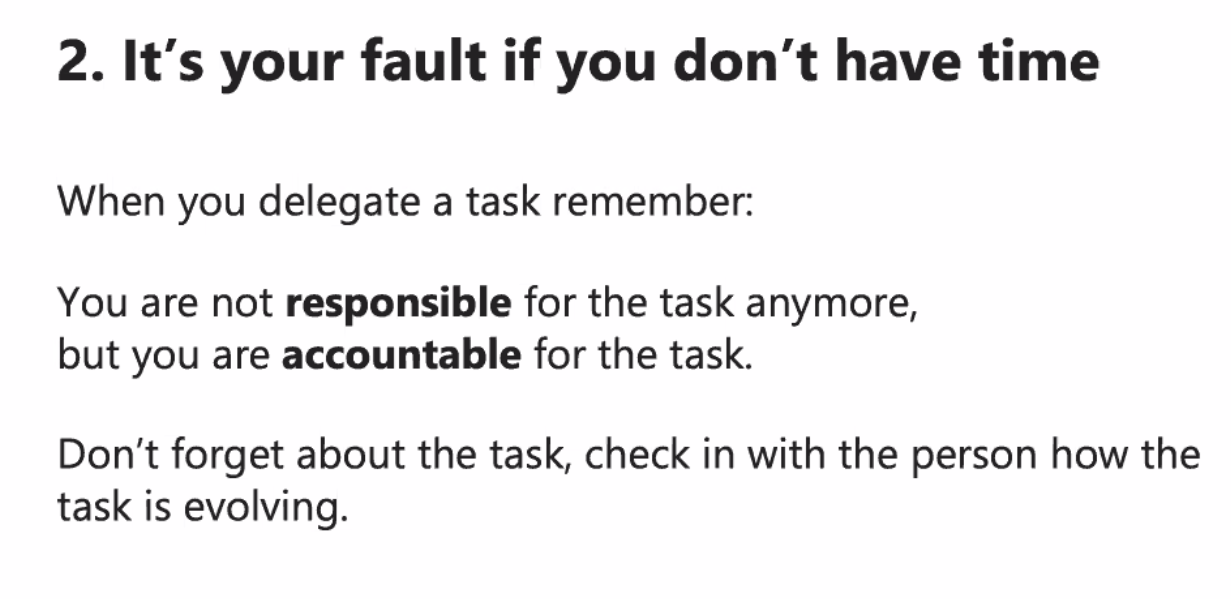 2. It’s your fault if you don’t have time
When you delegate a task remember:
You are not responsible for the task anymore,
but you are accountable for the task.
Don’t forget about the task, check in with the person how the
task is evolving.